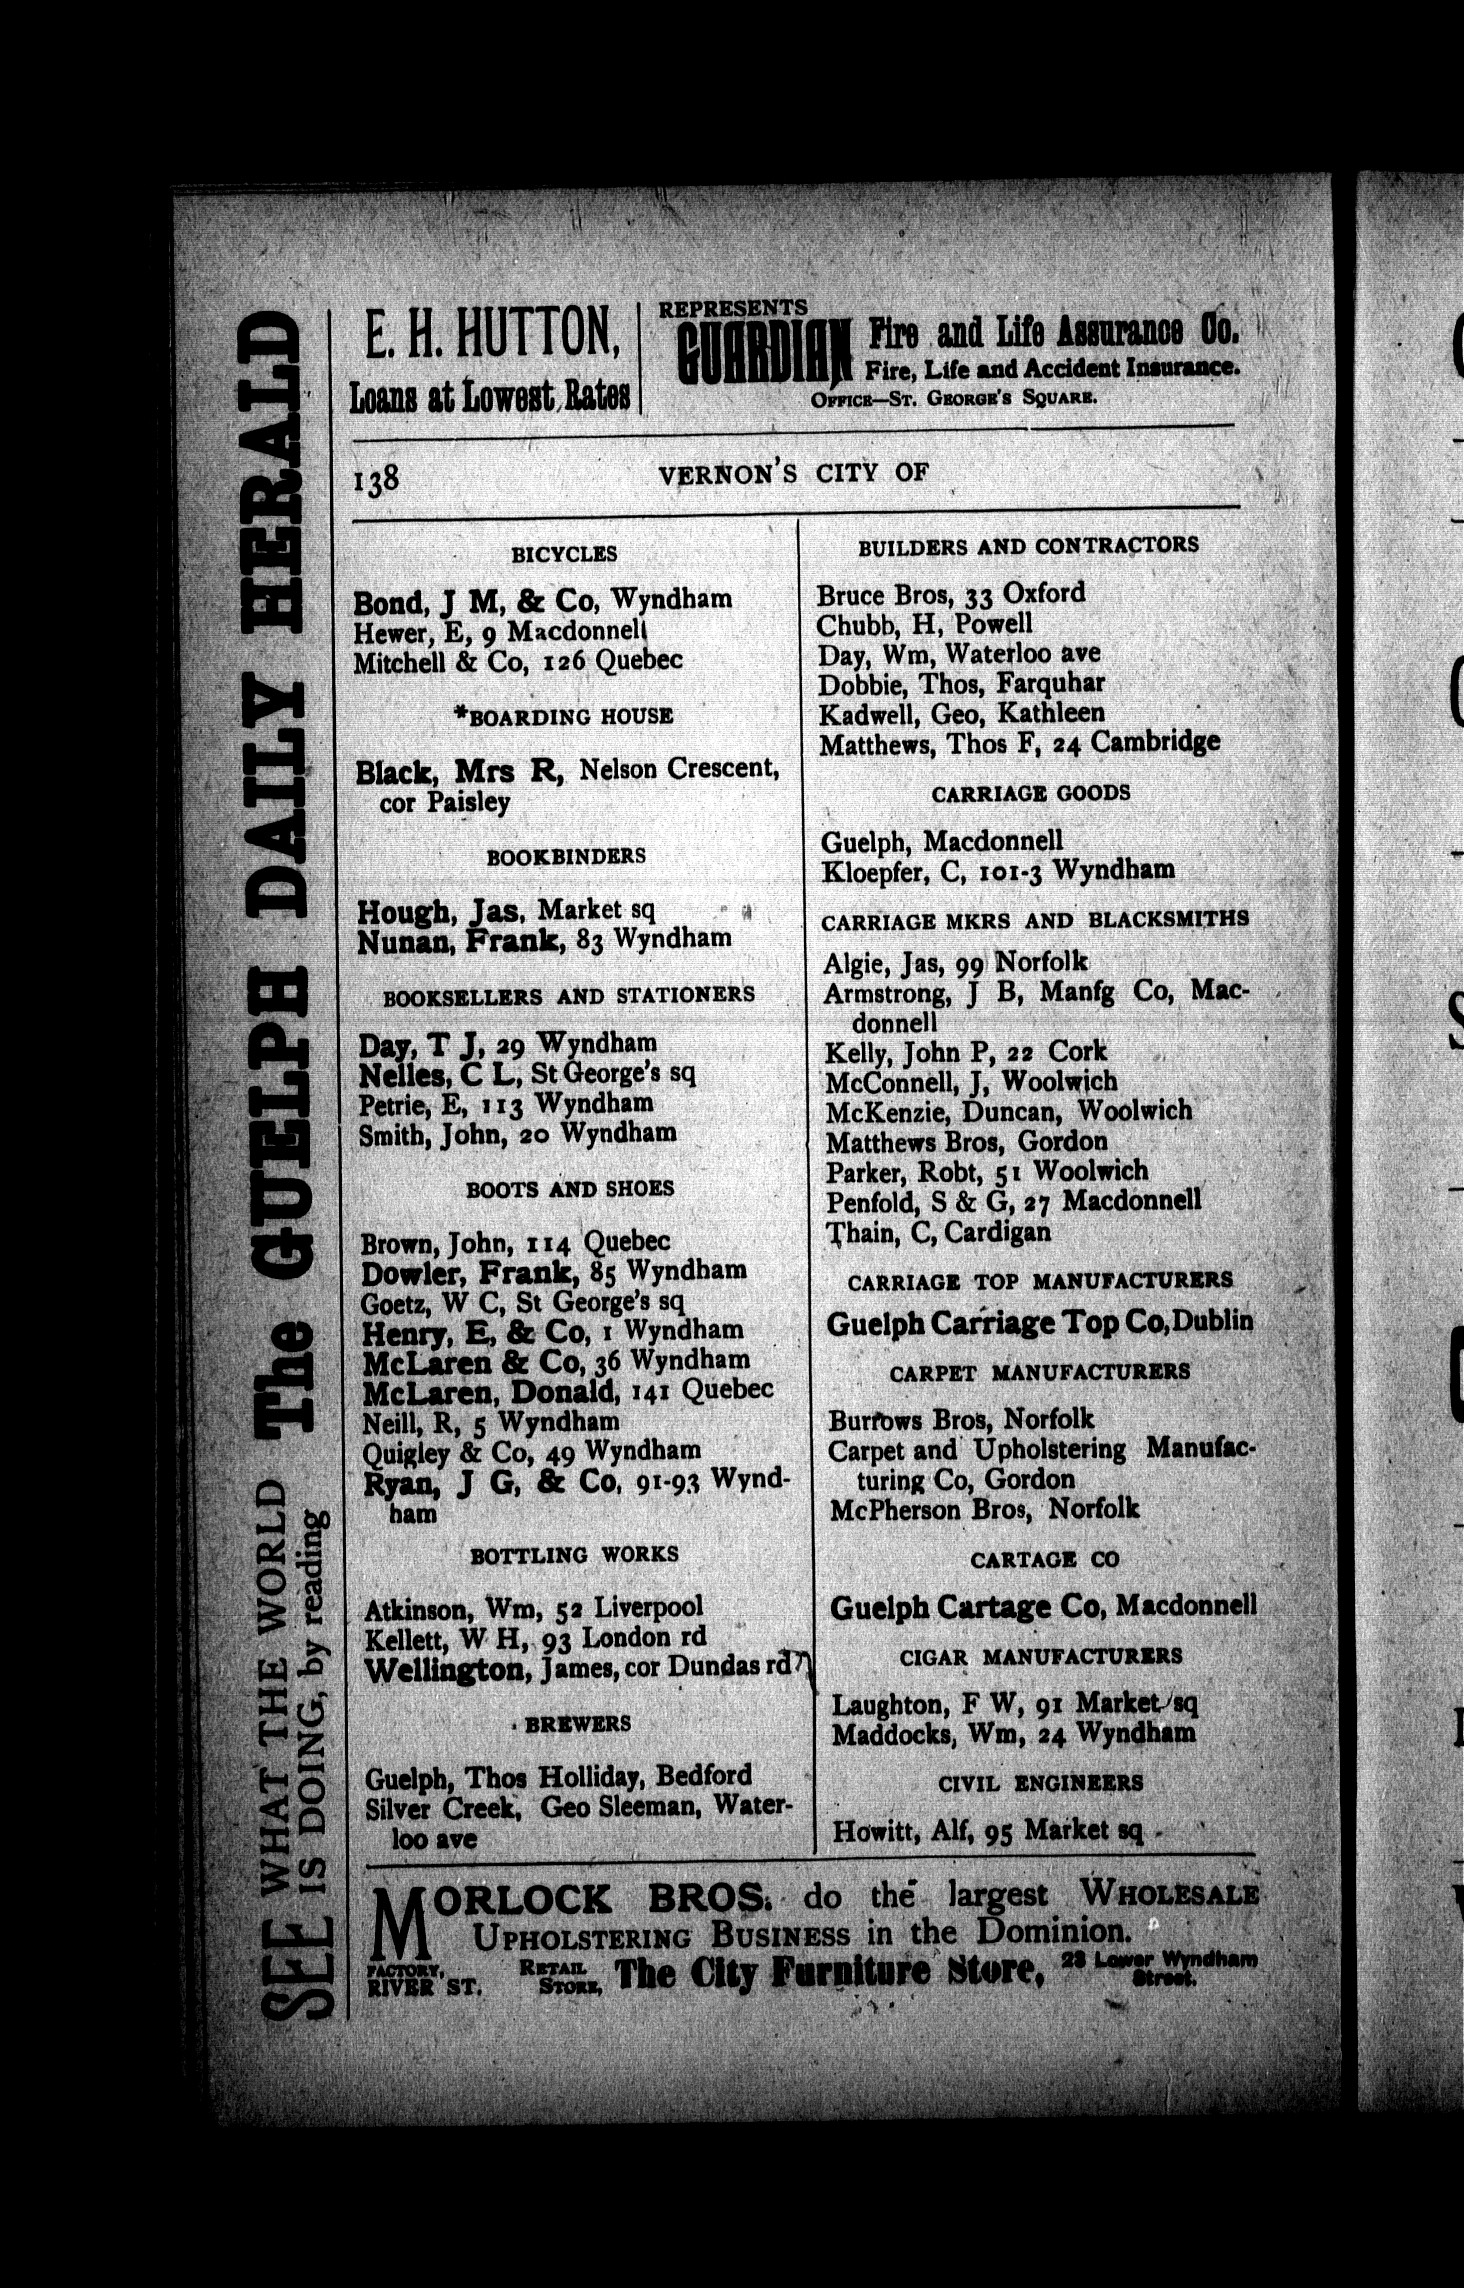 E. H. HUTTON,
Loans at Lowest Rates
REPRESENTS
GUARDIAN Fire and Life Assurance Co.
Fire, Life and Accident Insurance.
OFFICE—ST. GEORGE'S SQUARE.
138
VERNON'S CITY OF
BICYCLES
Bond, J M, & Co, Wyndham
Hewer, E, 9 Macdonnell
Mitchell & Co, 126 Quebec
*BOARDING HOUSE
Black, Mrs R, Nelson Crescent,
cor Paisley
BOOKBINDERS
Hough, Jas, Market sq
Nunan, Frank, 83 Wyndham
BOOKSELLERS AND STATIONERS
Day, T J, 29 Wyndham
Nelles, C L, St George's sq
Petrie, E, 113 Wyndham
Smith, John, 20 Wyndham
BOOTS AND SHOES
Brown, John, 114 Quebec
Dowler, Frank, 85 Wyndham
Goetz, W C, St George's sq
Henry, E, & Co, 1 Wyndham
McLaren & Co, 36 Wyndham
McLaren, Donald, 141 Quebec
Neill, R, 5 Wyndham
Quigley & Co, 49 Wyndham
Ryan, J G, & Co, 91-93 Wynd-
ham
BOTTLING WORKS
Atkinson, Wm, 52 Liverpool
Kellett, W H, 93 London rd
Wellington, James, cor Dundas rd
BREWERS
Guelph, Thos Holliday, Bedford
Silver Creek, Geo Sleeman, Water-
loo ave
BUILDERS AND CONTRACTORS
Bruce Bros, 33 Oxford
Chubb, H, Powell
Day, Wm, Waterloo ave
Dobbie, Thos, Farquhar
Kadwell, Geo, Kathleen
Matthews, Thos F, 24 Cambridge
CARRIAGE GOODS
Guelph, Macdonnell
Kloepfer, C, 101-3 Wyndham
CARRIAGE MKRS AND BLACKSMITHS
Algie, Jas, 99 Norfolk
Armstrong, J B, Manfg Co, Mac-
donnell
Kelly, John P, 22 Cork
McConnell, J, Woolwich
McKenzie, Duncan, Woolwich
Matthews Bros, Gordon
Parker, Robt, 51 Woolwich
Penfold, S & G, 27 Macdonnell
Thain, C, Cardigan
CARRIAGE TOP MANUFACTURERS
Guelph Carriage Top Co, Dublin
CARPET MANUFACTURERS
Burrows Bros, Norfolk
Carpet and Upholstering Manufac-
turing Co, Gordon
McPherson Bros, Norfolk
CARTAGE CO
Guelph Cartage Co, Macdonnell
CIGAR MANUFACTURERS
Laughton, F W, 91 Market sq
Maddocks, Wm, 24 Wyndham
CIVIL ENGINEERS
Howitt, Alf, 95 Market sq
MORLOCK BROS. do the largest WHOLESALE
UPHOLSTERING BUSINESS in the Dominion.
FACTORY, RIVER ST. RETAIL STORE, The City Furniture Store, 23 Lower Wyndham Street.
SEE WHAT THE WORLD IS DOING, by reading The GUELPH DAILY HERALD